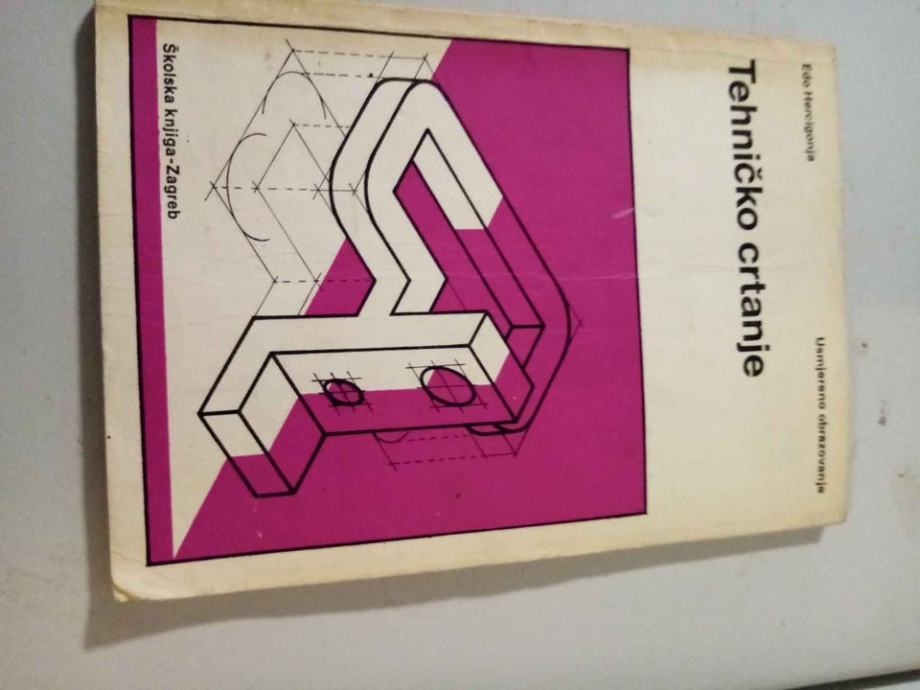 Edo Hercigonja
Usmjereno obrazovanje
Tehničko crtanje
Školska knjiga-Zagreb